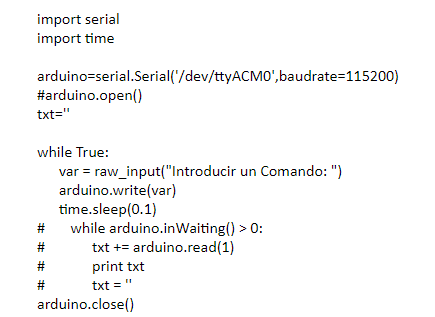 import serial
import time

arduino=serial.Serial('/dev/ttyACM0',baudrate=115200)
#arduino.open()
txt=''

while True:
     var = raw_input("Introducir un Comando: ")
     arduino.write(var)
     time.sleep(0.1)
#     while arduino.inWaiting() > 0:
#          txt += arduino.read(1)
#          print txt
#          txt = ''
arduino.close()